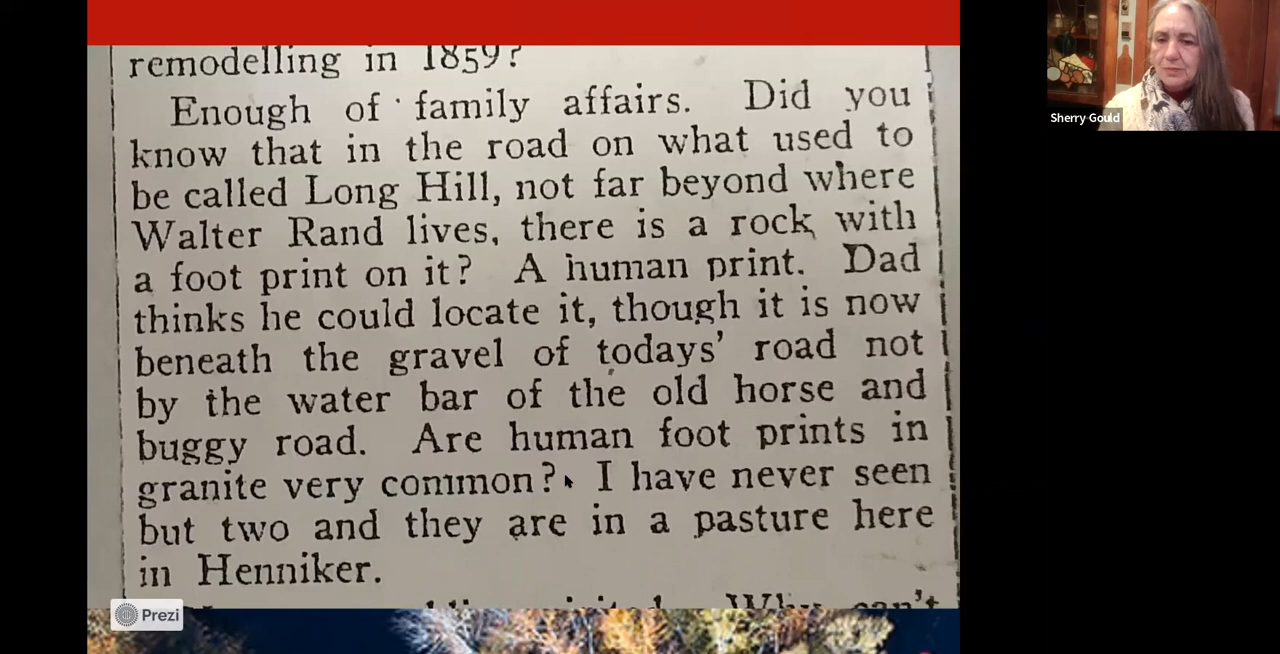 remodelling in 1859?
Enough of family affairs. Did you
know that in the road on what used to
be called Long Hill, not far beyond where
Walter Rand lives, there is a rock with
a foot print on it? A human print. Dad
thinks he could locate it, though it is now
beneath the gravel of todays' road not
by the water bar of the old horse and
buggy road. Are human foot prints in
granite very common? I have never seen
but two and they are in a pasture here
in Henniker.
Why can't
Prezi
Sherry Gould